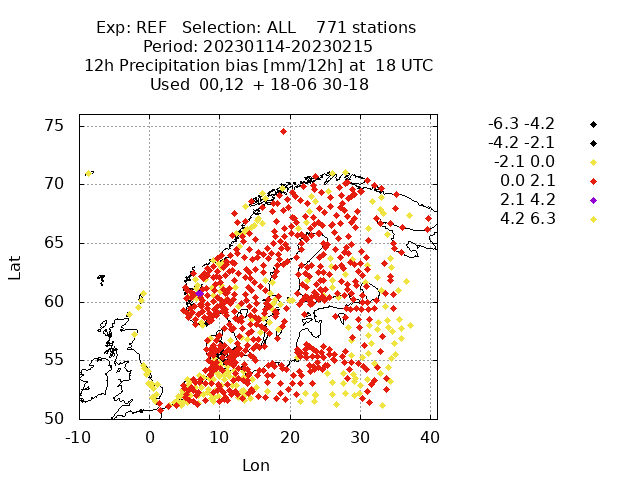 Exp: REF   Selection: ALL    771 stations
Period: 20230114-20230215
12h Precipitation bias [mm/12h] at  18 UTC
Used  00,12  + 18-06 30-18
-6.3 -4.2
-4.2 -2.1
-2.1 0.0
0.0 2.1
2.1 4.2
4.2 6.3
75
70
65
60
55
50
Lat
-10 0 10 20 30 40
Lon